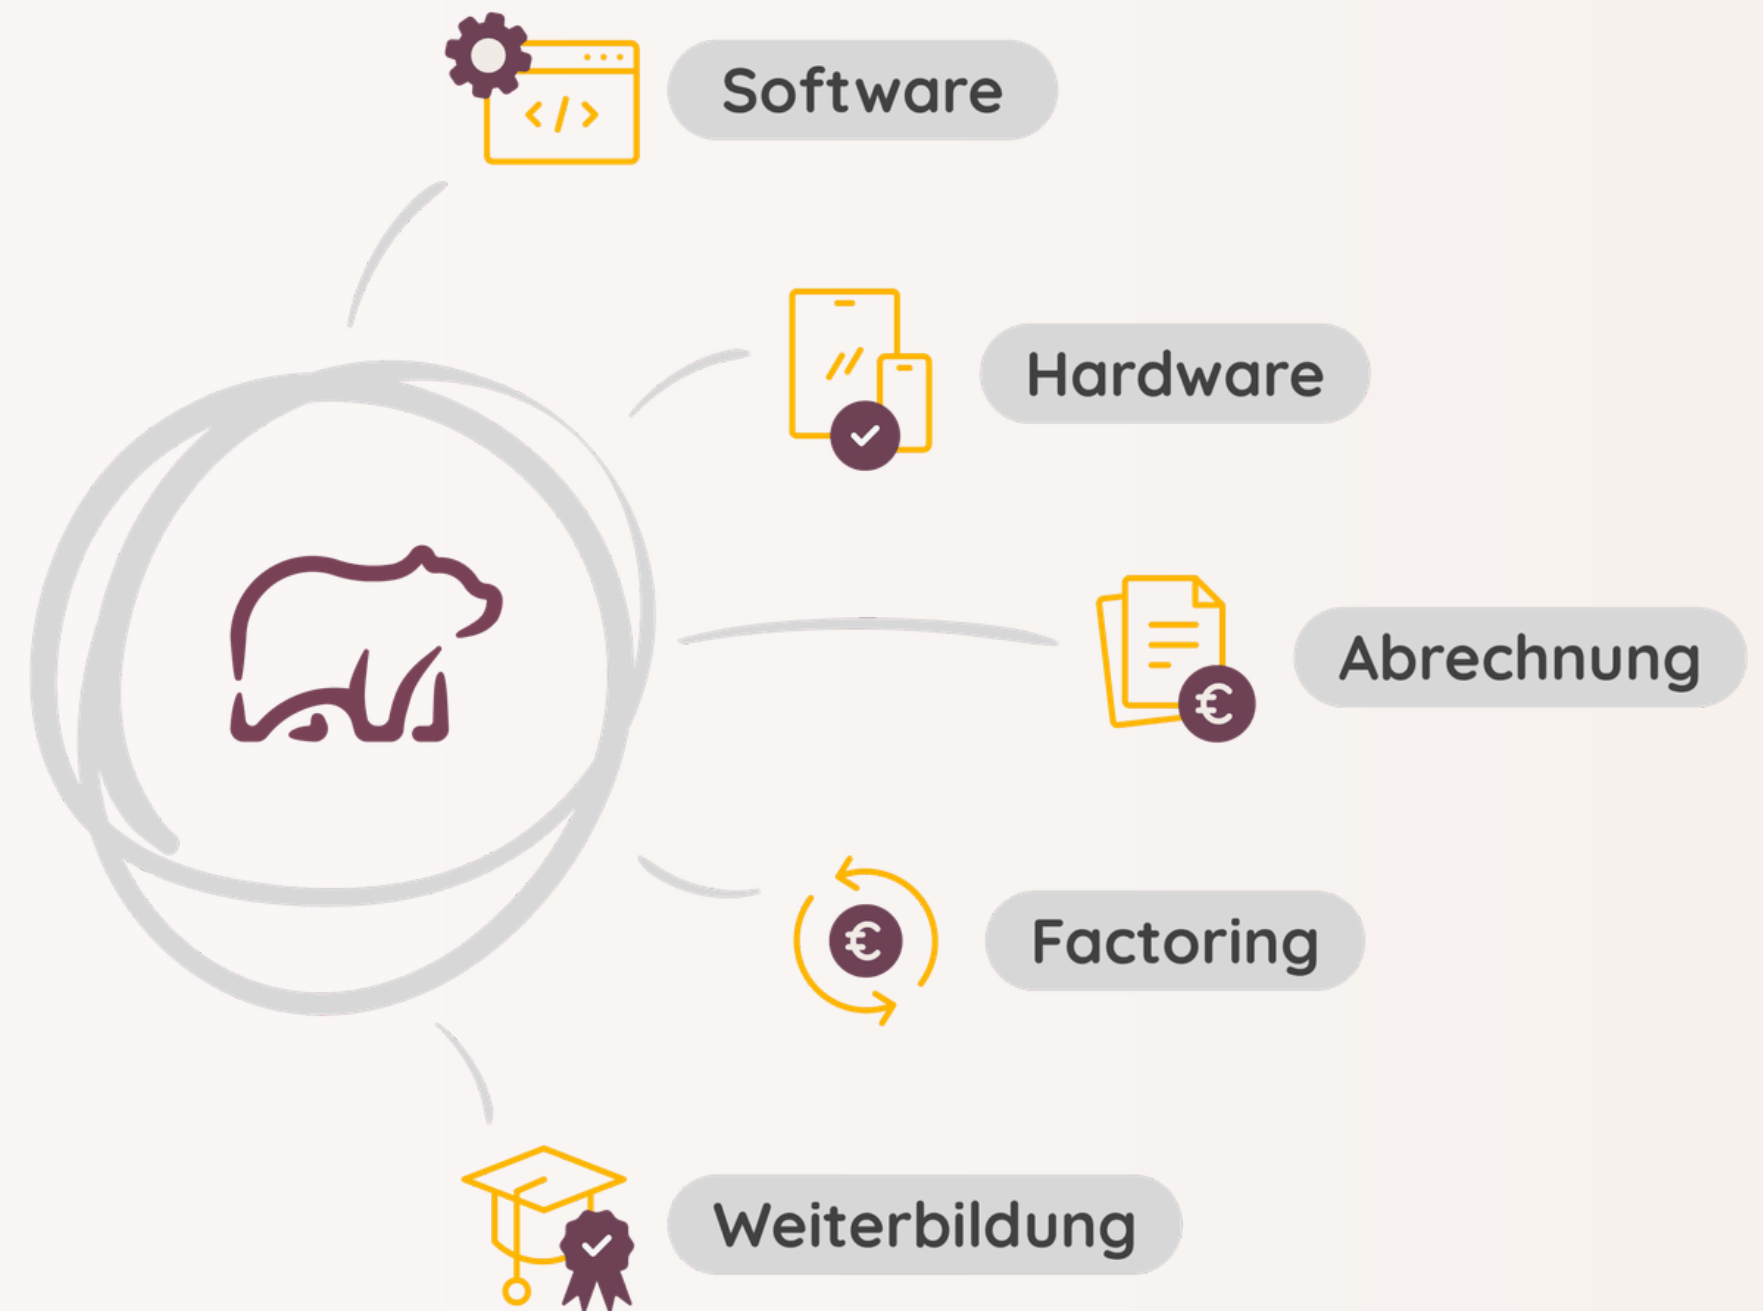 Software
</>
Hardware
Abrechnung
€
Factoring
€
Weiterbildung